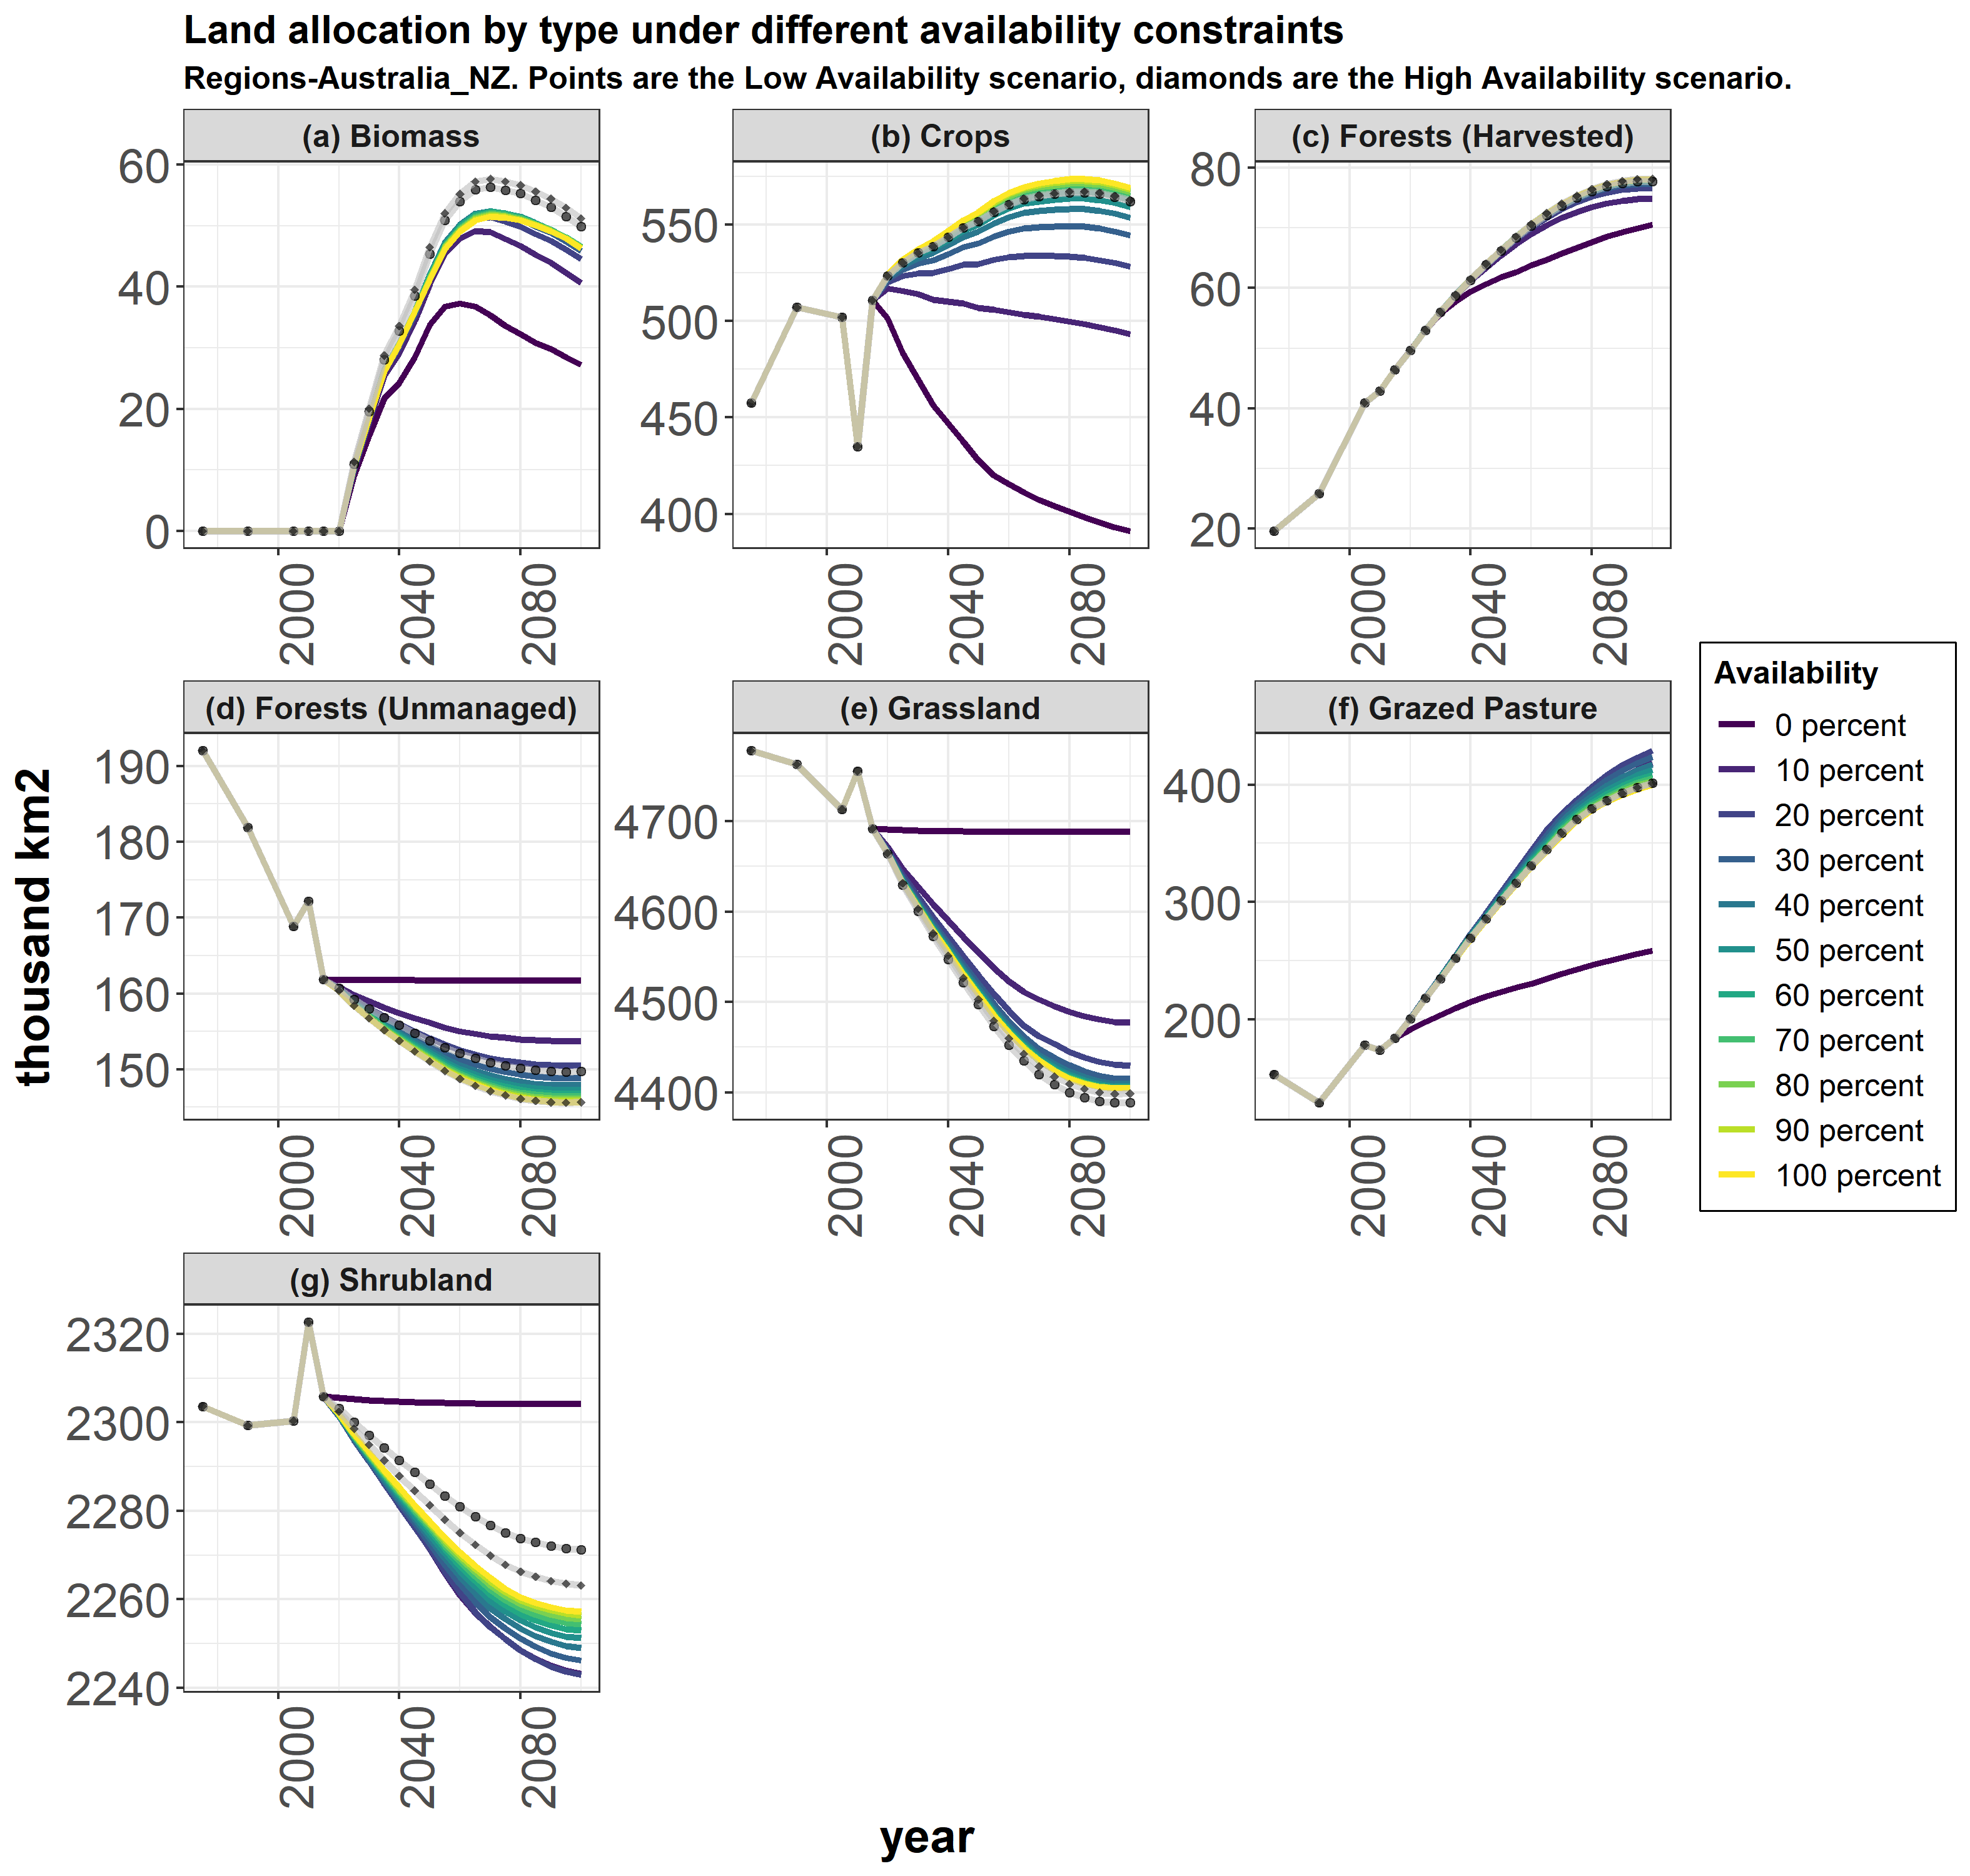 Land allocation by type under different availability constraints
Regions-Australia_NZ. Points are the Low Availability scenario, diamonds are the High Availability scenario.
(a) Biomass
60
40
20
0
2000
2040
2080
(b) Crops
550
500
450
400
2000
2040
2080
(c) Forests (Harvested)
80
60
40
20
2000
2040
2080
thousand km2
(d) Forests (Unmanaged)
190
180
170
160
150
2000
2040
2080
(e) Grassland
4700
4600
4500
4400
2000
2040
2080
(f) Grazed Pasture
400
300
200
2000
2040
2080
Availability
0 percent
10 percent
20 percent
30 percent
40 percent
50 percent
60 percent
70 percent
80 percent
90 percent
100 percent
(g) Shrubland
2320
2300
2280
2260
2240
2000
2040
2080
year